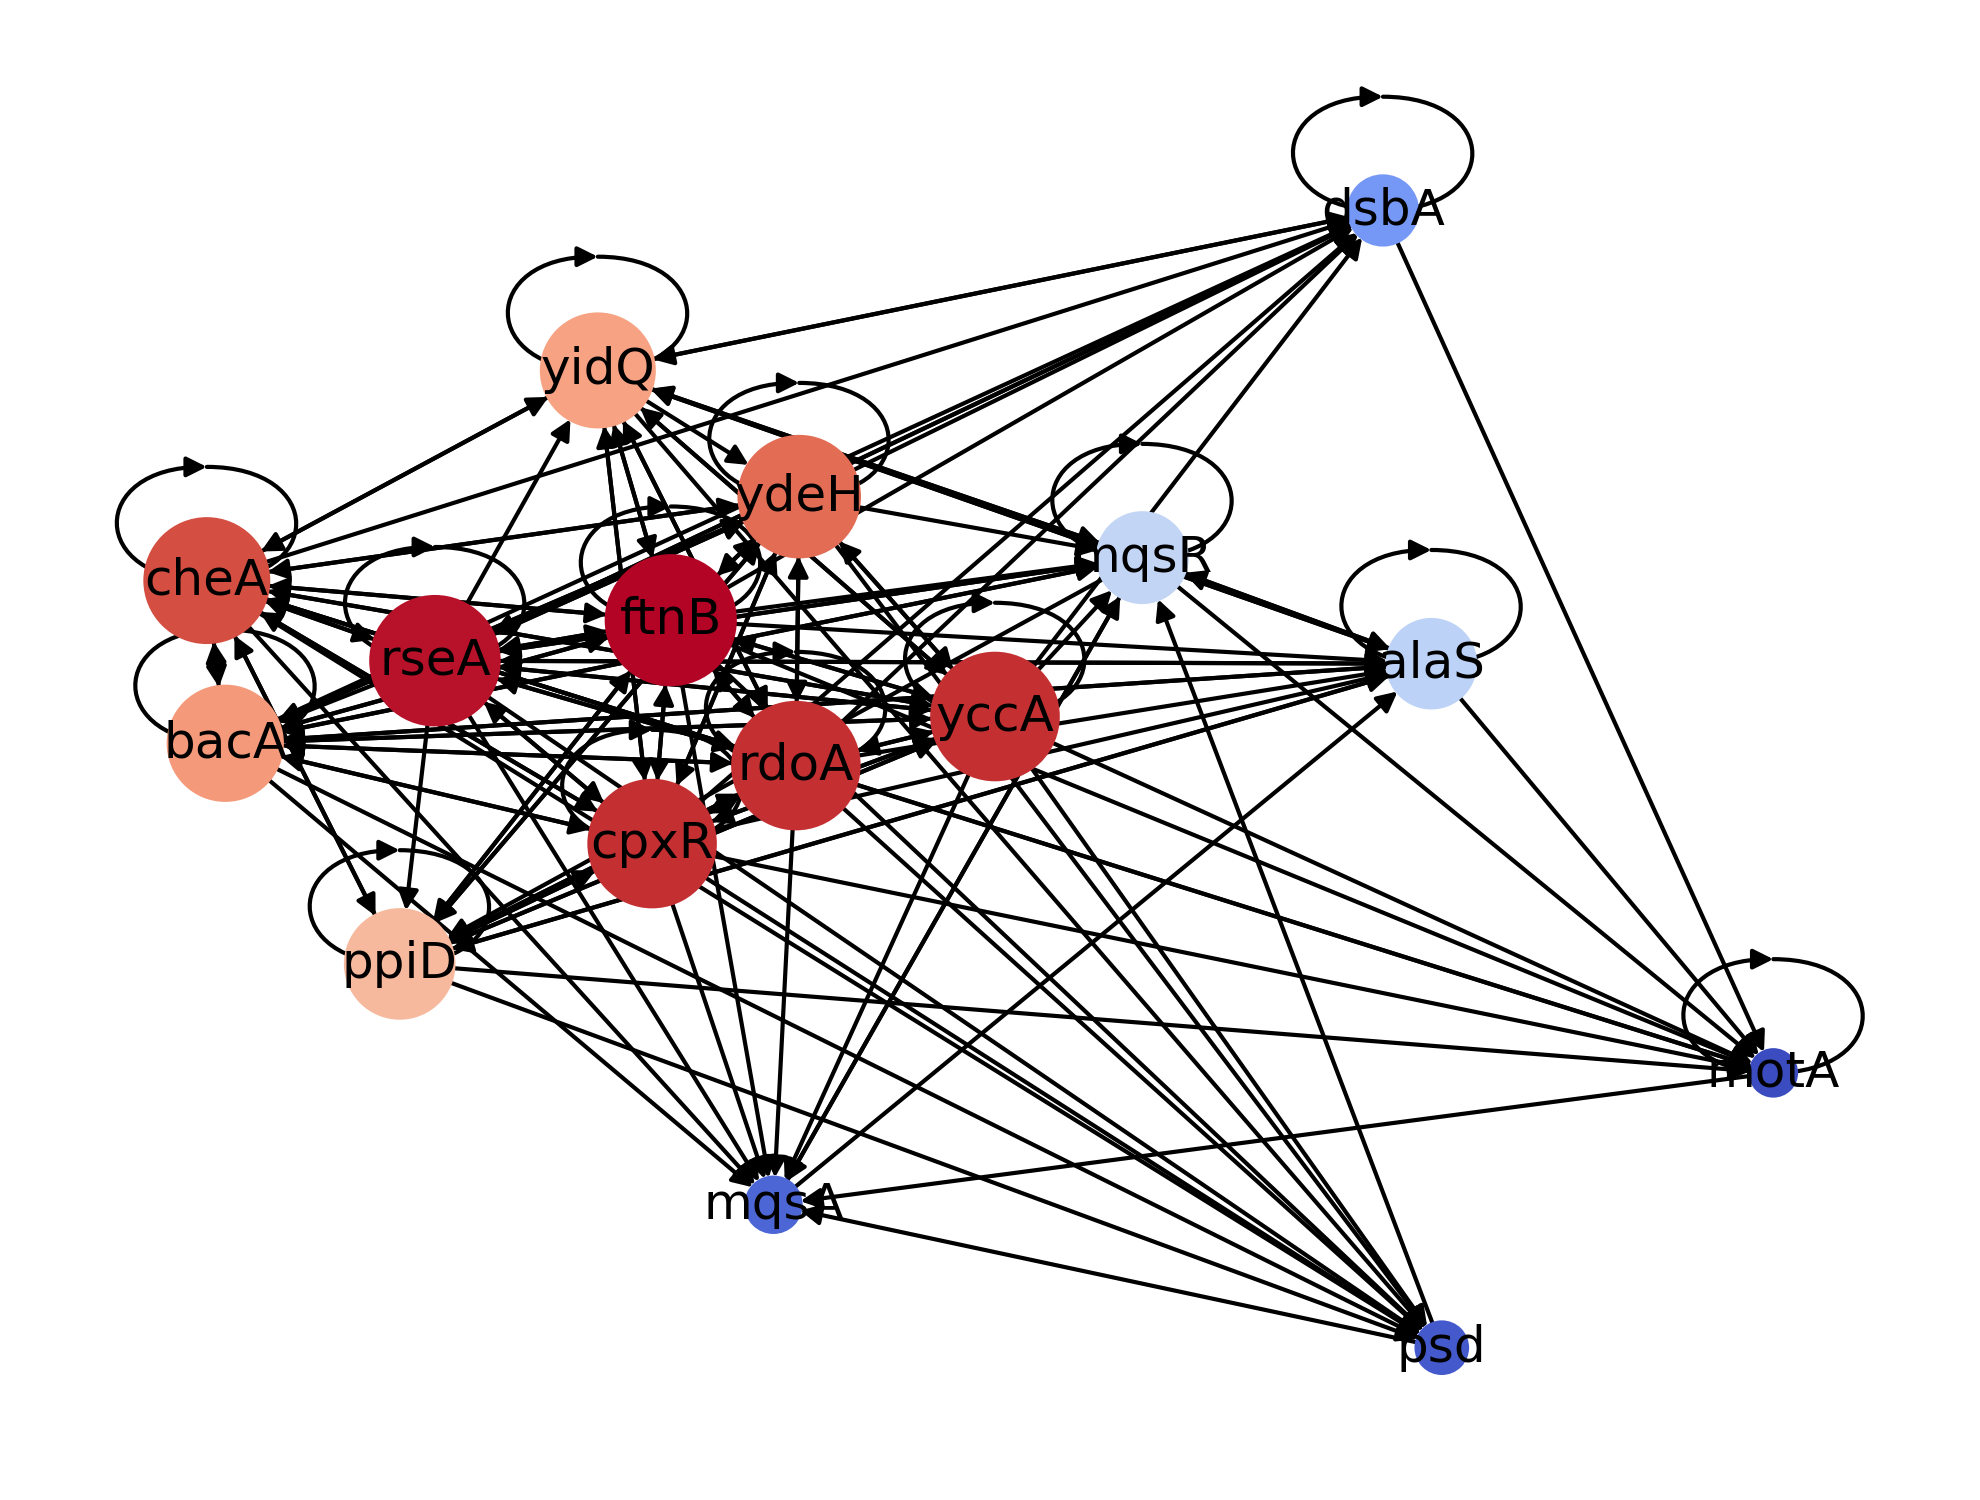 dsbA
yidQ
ydeH
mqsR
cheA
ftnB
rseA
alaS
yccA
bacA
rdoA
cpxR
ppiD
motA
mqsA
psd